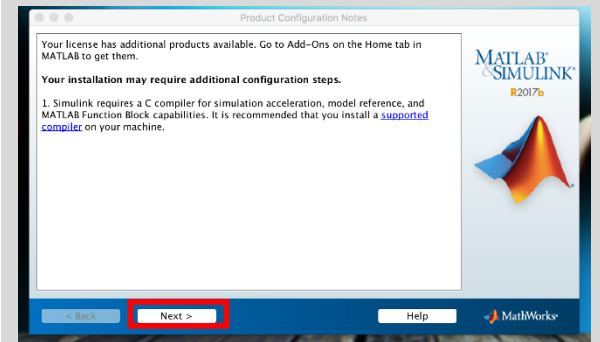 Product Configuration Notes
Your license has additional products available. Go to Add-Ons on the Home tab in
MATLAB to get them.
Your installation may require additional configuration steps.
1. Simulink requires a C compiler for simulation acceleration, model reference, and
MATLAB Function Block capabilities. It is recommended that you install a supported
compiler on your machine.
MATLAB®
&SIMULINK®
R2017b
< Back
Next >
Help
MathWorks®